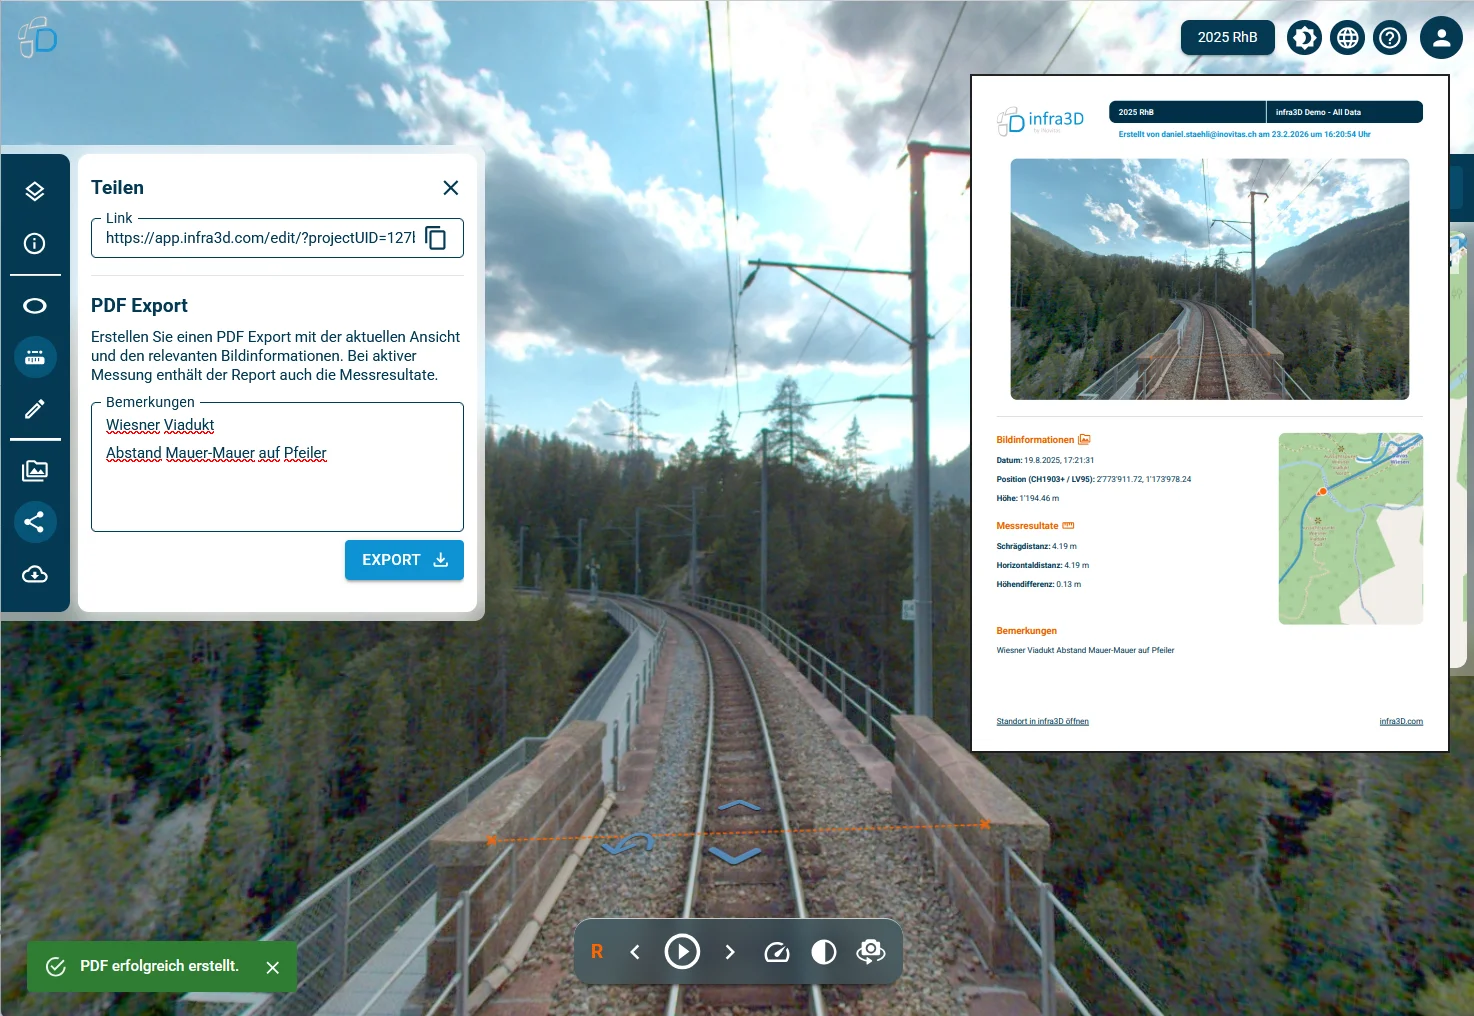 2025 RhB
Teilen
Link
https://app.infra3d.com/edit/?projectUID=127
PDF Export
Erstellen Sie einen PDF Export mit der aktuellen Ansicht
und den relevanten Bildinformationen. Bei aktiver
Messung enthält der Report auch die Messresultate.
Bemerkungen
Wiesner Viadukt
Abstand Mauer-Mauer auf Pfeiler
EXPORT
infra3D
by iNovitas
2025 RhB
infra3D Demo - All Data
Erstellt von daniel.staehli@inovitas.ch am 23.2.2026 um 16:20:54 Uhr
Bildinformationen
Datum: 19.8.2025, 17:21:31
Position (CH1903+ / LV95): 2'773'911.72, 1'173'978.24
Höhe: 1'194.46 m
Messresultate
Schrägdistanz: 4.19 m
Horizontaldistanz: 4.19 m
Höhendifferenz: 0.13 m
Bemerkungen
Wiesner Viadukt Abstand Mauer-Mauer auf Pfeiler
Standort in infra3D öffnen
infra3D.com
R
PDF erfolgreich erstellt.